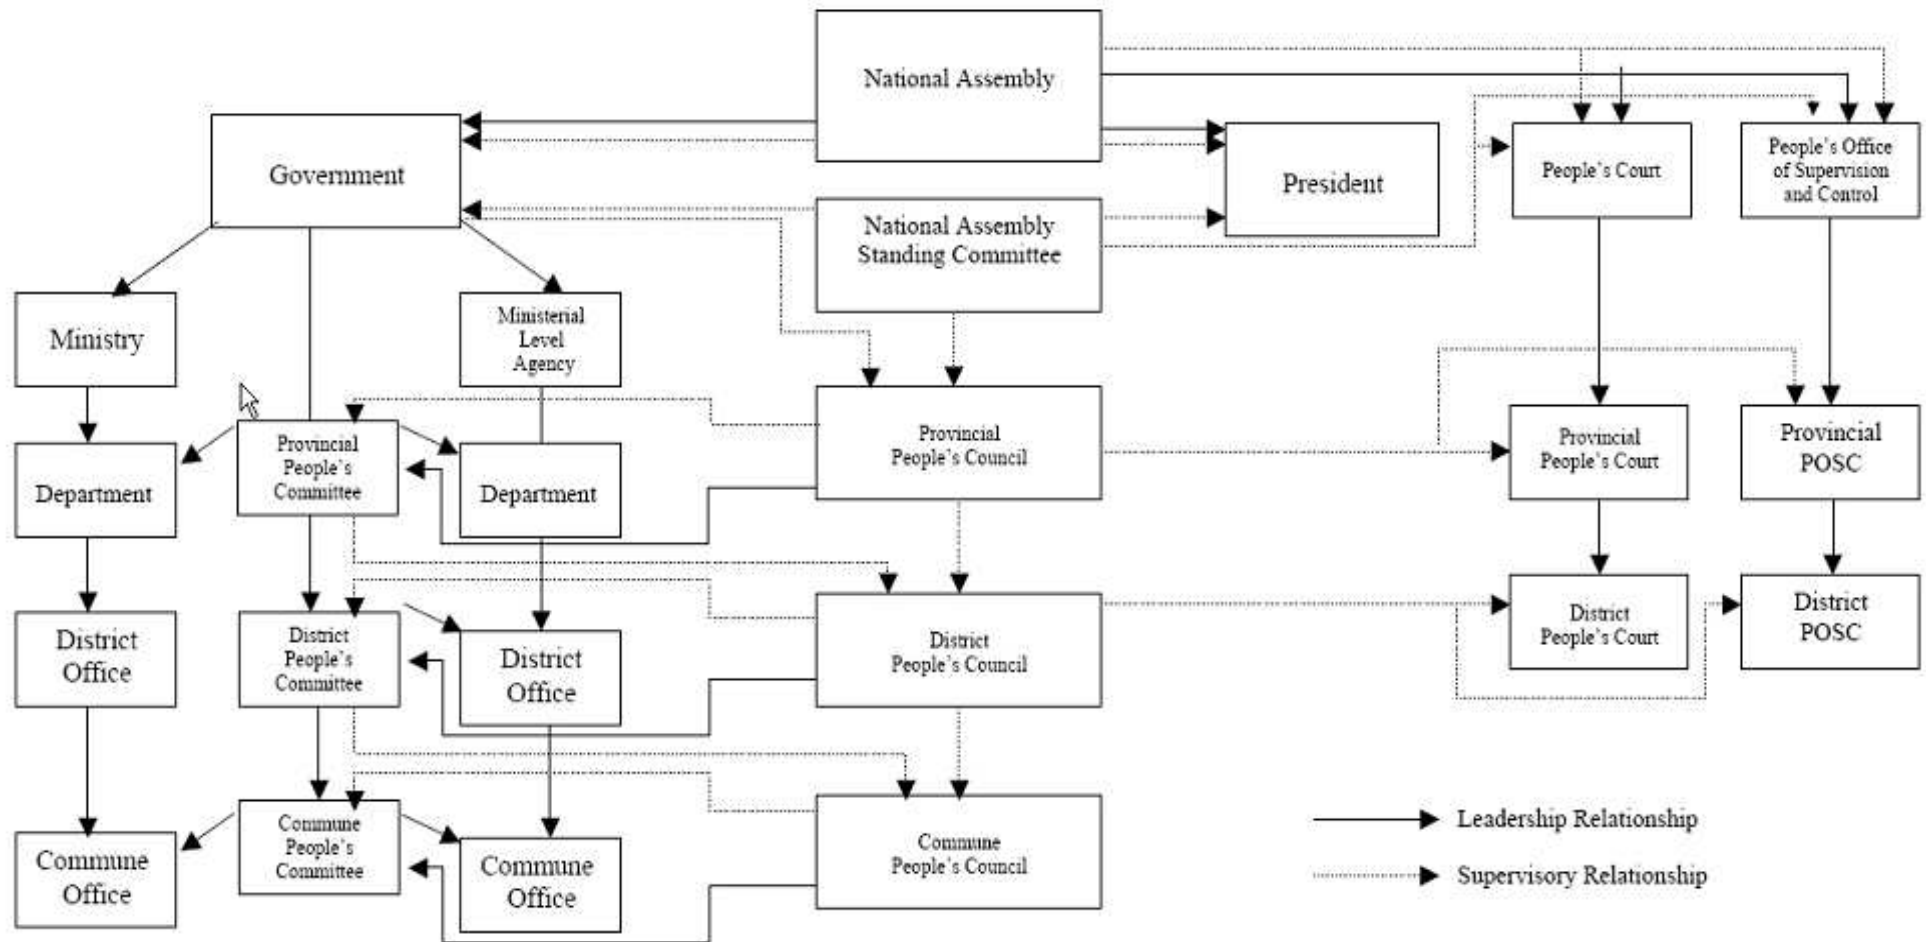 National Assembly
Government
President
People's Court
People's Office
of Supervision
and Control
National Assembly
Standing Committee
Ministry
Ministerial
Level
Agency
Department
Provincial
People's
Committee
Department
Provincial
People's Council
Provincial
People's Court
Provincial
POSC
District
Office
District
People's
Committee
District
Office
District
People's Council
District
People's Court
District
POSC
Commune
Office
Commune
People's
Committee
Commune
Office
Commune
People's Council
Leadership Relationship
Supervisory Relationship